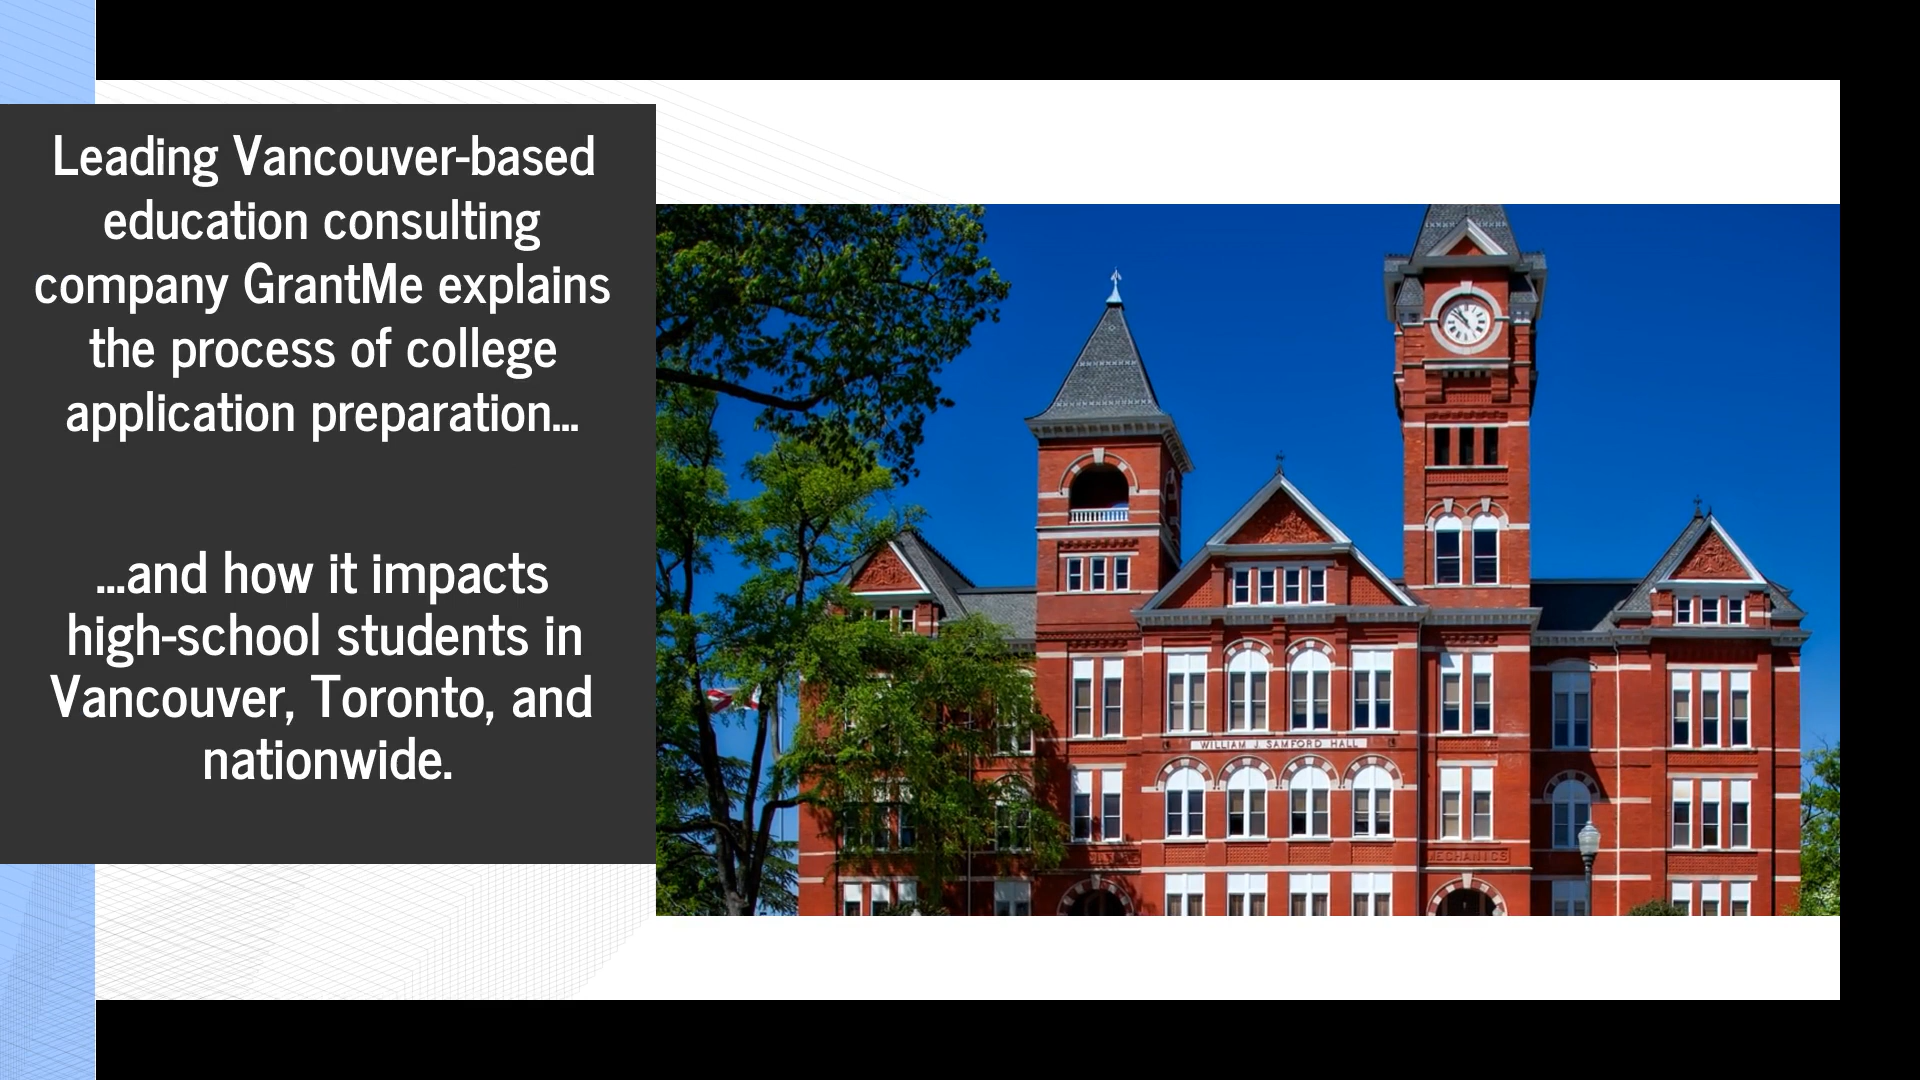 Leading Vancouver-based
education consulting
company GrantMe explains
the process of college
application preparation...
...and how it impacts
high-school students in
Vancouver, Toronto, and
nationwide.
WILLIAM J. SAMFORD HALL
MECHANICS